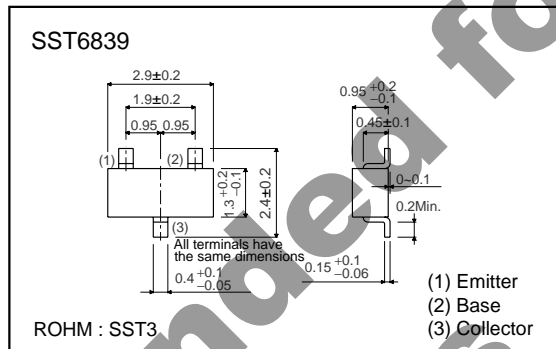 SST6839
2.9±0.2
1.9±0.2
0.95 0.95
(1) (2)
(3)
1.3 +0.2 −0.1
2.4±0.2
All terminals have
the same dimensions
0.4 +0.1 −0.05
0.95 +0.2 −0.1
0.45±0.1
0~0.1
0.2Min.
0.15 +0.1 −0.06
(1) Emitter
(2) Base
(3) Collector
ROHM : SST3
nded fo